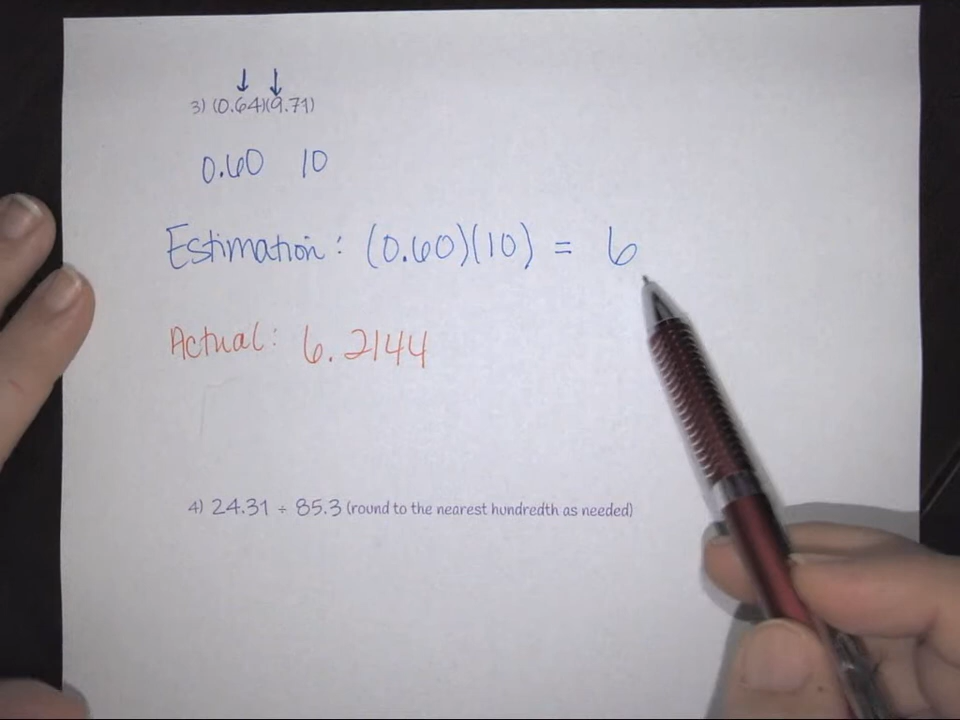 ↓ ↓
3) (0.64)(9.71)
0.60 10
Estimation: (0.60)(10) = 6
Actual: 6.2144
4) 24.31 ÷ 85.3 (round to the nearest hundredth as needed)